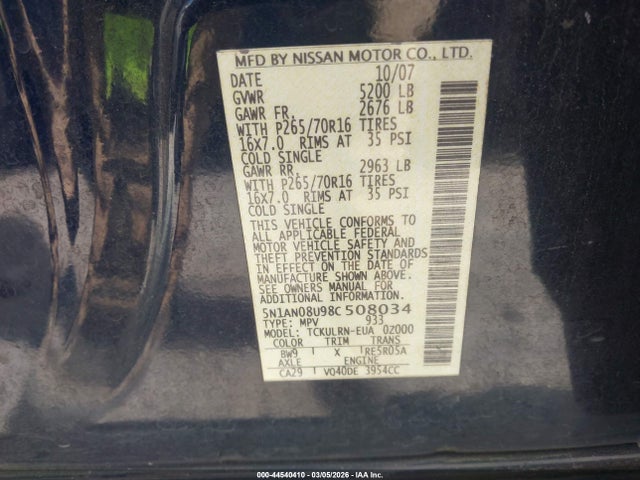 MFD BY NISSAN MOTOR CO., LTD.
DATE 10/07
GVWR 5200 LB
GAWR FR. 2676 LB
WITH P265/70R16 TIRES
16X7.0 RIMS AT 35 PSI
COLD SINGLE
GAWR RR. 2963 LB
WITH P265/70R16 TIRES
16X7.0 RIMS AT 35 PSI
COLD SINGLE
THIS VEHICLE CONFORMS TO
ALL APPLICABLE FEDERAL
MOTOR VEHICLE SAFETY AND
THEFT PREVENTION STANDARDS
IN EFFECT ON THE DATE OF
MANUFACTURE SHOWN ABOVE.
SEE OWNERS MANUAL FOR
ADDITIONAL INFORMATION.
5N1AN08U98C508034
TYPE: MPV 933
MODEL: TCKULRN-EUA 02000
COLOR TRIM TRANS
BW9 X RE5R05A
AXLE ENGINE
CA29 VQ40DE 3954CC
000-44540410 - 03/05/2026 - IAA Inc.